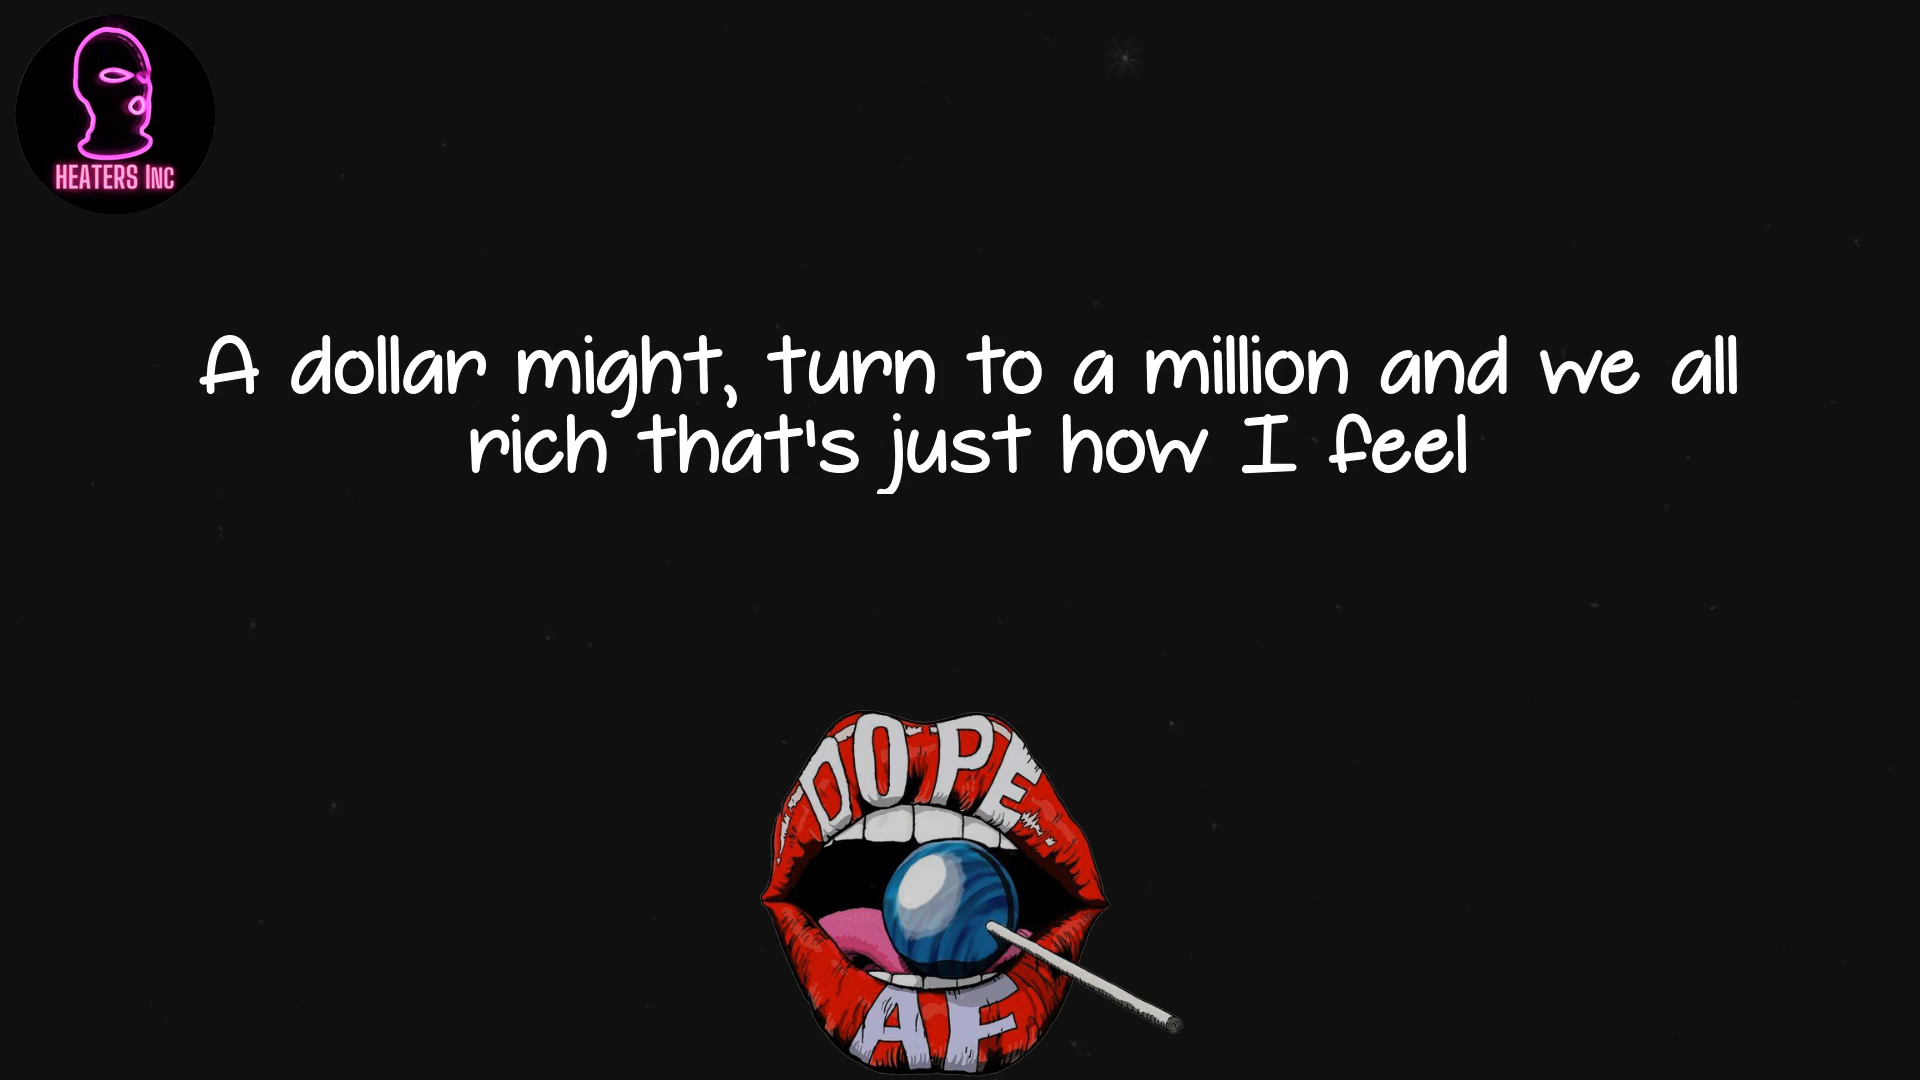 HEATERS INC
A dollar might, turn to a million and we all
rich that's just how I feel
DOPE
AF